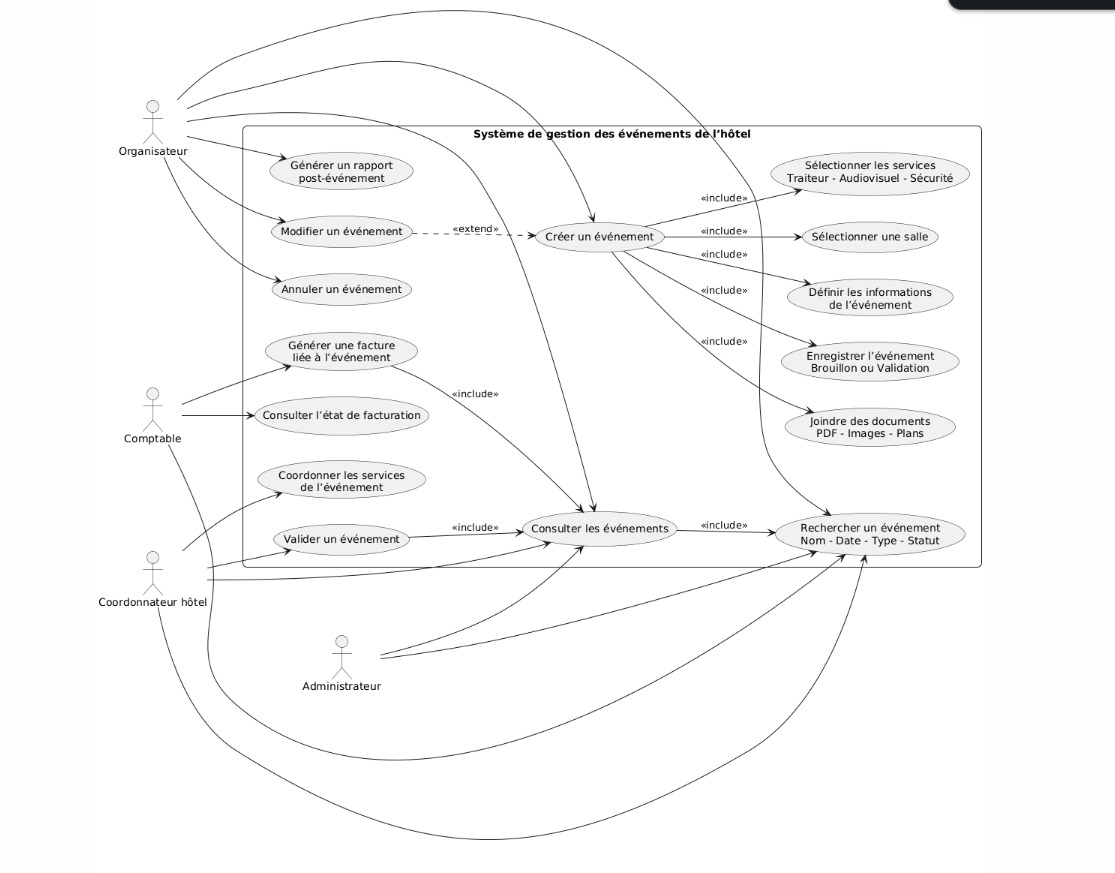 Système de gestion des événements de l’hôtel
Organisateur
Générer un rapport
post-événement
Sélectionner les services
Traiteur - Audiovisuel - Sécurité
«include»
Modifier un événement
«extend»
Créer un événement
«include»
Sélectionner une salle
«include»
Annuler un événement
«include»
Définir les informations
de l’événement
Générer une facture
liée à l’événement
«include»
Enregistrer l’événement
Brouillon ou Validation
«include»
Comptable
Consulter l’état de facturation
Joindre des documents
PDF - Images - Plans
Coordonner les services
de l’événement
Valider un événement
«include»
Consulter les événements
«include»
Rechercher un événement
Nom - Date - Type - Statut
Coordonnateur hôtel
Administrateur